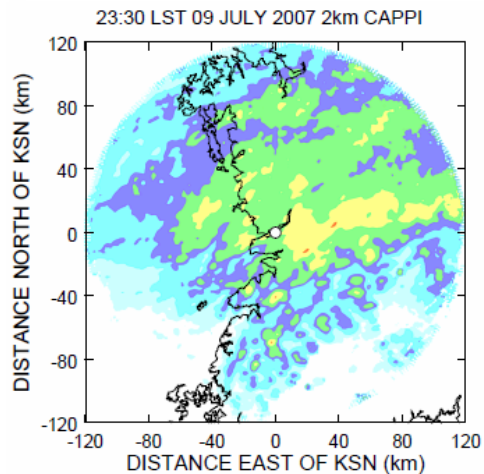 23:30 LST 09 JULY 2007 2km CAPPI
DISTANCE NORTH OF KSN (km)
120
80
40
0
-40
-80
-120
-120 -80 -40 0 40 80 120
DISTANCE EAST OF KSN (km)